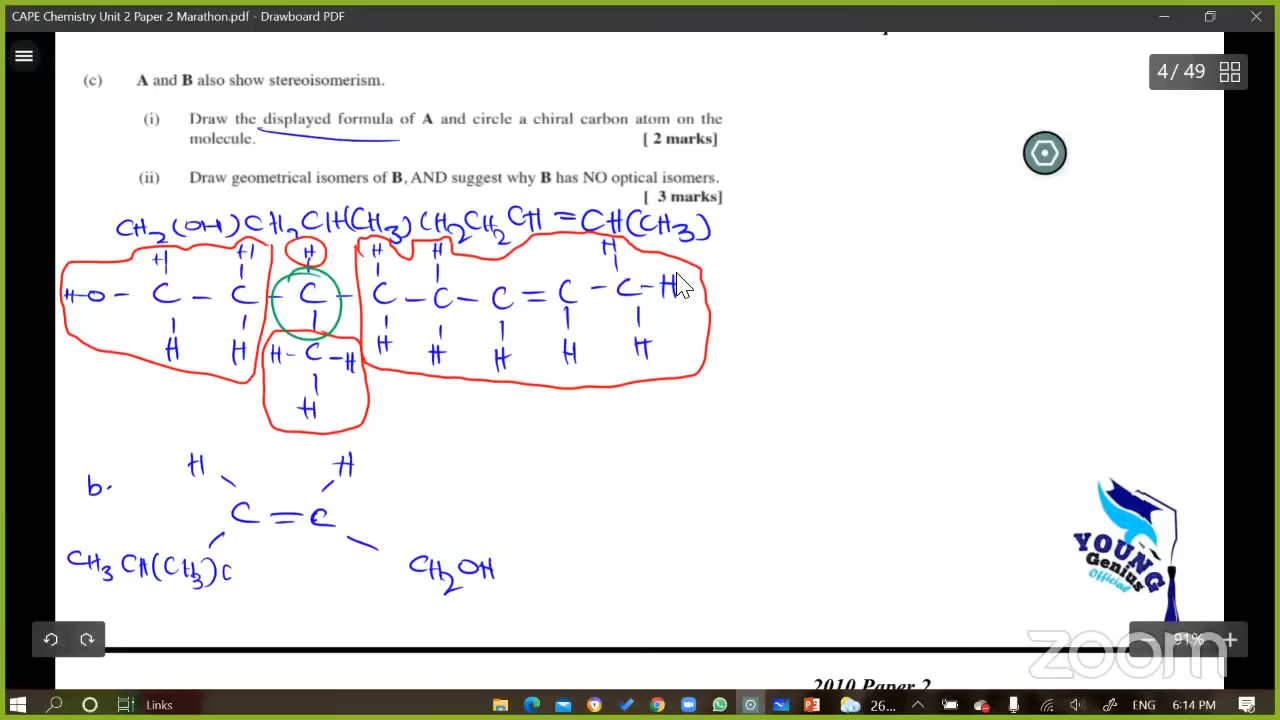 CAPE Chemistry Unit 2 Paper 2 Marathon.pdf - Drawboard PDF
4/49
(c) A and B also show stereoisomerism.
(i) Draw the displayed formula of A and circle a chiral carbon atom on the
molecule. [ 2 marks]
(ii) Draw geometrical isomers of B, AND suggest why B has NO optical isomers.
[ 3 marks]
CH2(OH)CH2CH(CH3)CH2CH2CH=CH(CH3)
H H H H H H
H-O - C - C - C - C - C - C = C - C - H
H H H - C - H H H H H H
H
b.
H H
C = C
CH3CH(CH3)C CH2OH
YOUNG
Genius
Official
91%
zoom
2010 Paper 2
Links
26...
ENG
6:14 PM